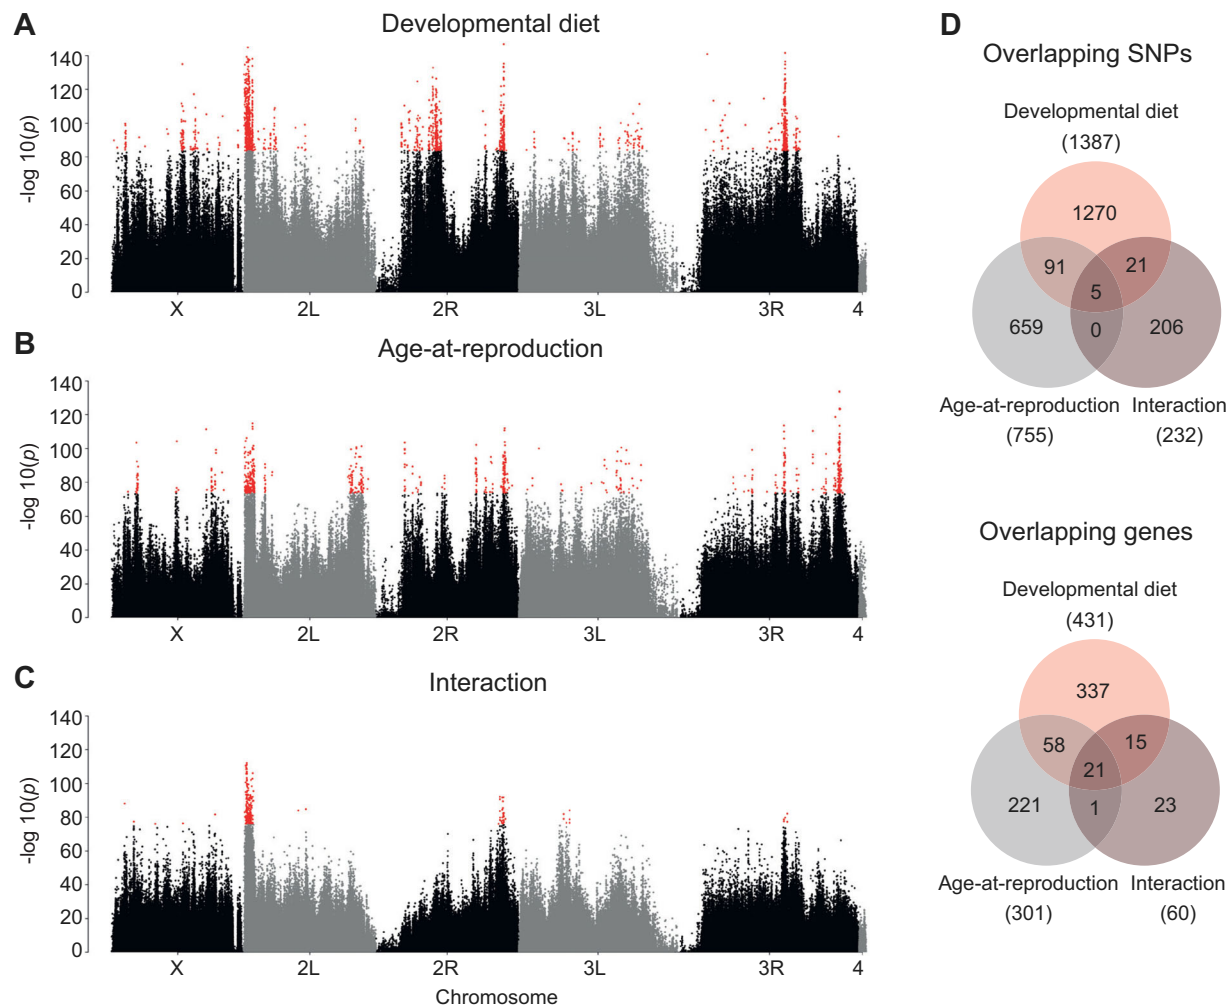 A
Developmental diet
-log 10(p)
140
120
100
80
60
40
20
0
X
2L
2R
3L
3R
4
B
Age-at-reproduction
-log 10(p)
140
120
100
80
60
40
20
0
X
2L
2R
3L
3R
4
C
Interaction
-log 10(p)
140
120
100
80
60
40
20
0
X
2L
2R
3L
3R
4
Chromosome
D
Overlapping SNPs
Developmental diet
(1387)
1270
91
21
5
659
0
206
Age-at-reproduction
(755)
Interaction
(232)
Overlapping genes
Developmental diet
(431)
337
58
15
21
221
1
23
Age-at-reproduction
(301)
Interaction
(60)